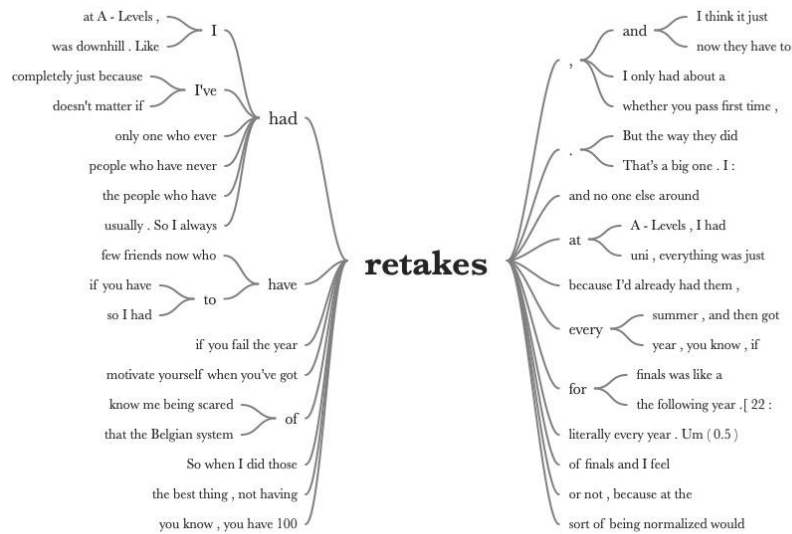 at A - Levels ,
was downhill . Like
I
completely just because
doesn't matter if
I've
only one who ever
people who have never
the people who have
usually . So I always
had
few friends now who
if you have
so I had
to
have
if you fail the year
motivate yourself when you've got
know me being scared
that the Belgian system
of
So when I did those
the best thing , not having
you know , you have 100
retakes
,
and
I think it just
now they have to
I only had about a
whether you pass first time ,
.
But the way they did
That's a big one . I :
and no one else around
at
A - Levels , I had
uni , everything was just
because I'd already had them ,
every
summer , and then got
year , you know , if
for
finals was like a
the following year .[ 22 :
literally every year . Um ( 0.5 )
of finals and I feel
or not , because at the
sort of being normalized would